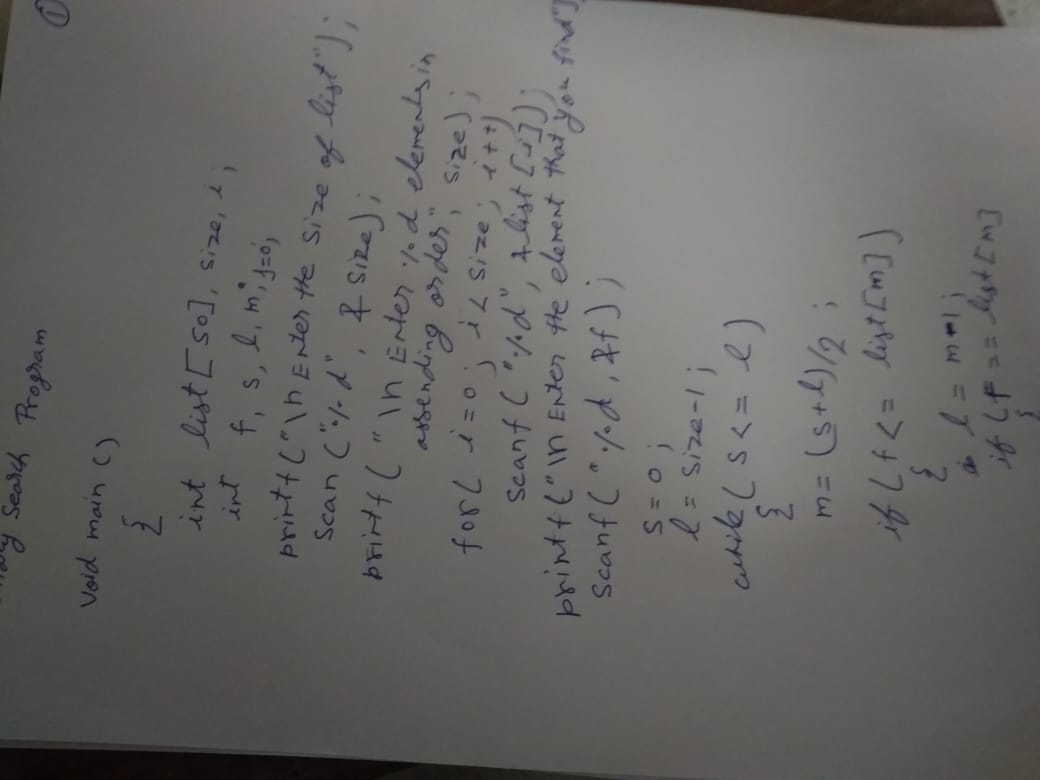 ①
Search Program
Void main ()
{
int list [50], size, i;
int f, s, l, m, j=0;
printf ("\n Enter the size of list");
Scan ("%d", & size);
printf ("\n Enter %d elements in
assending order", size);
for( i=0; i< size; i++)
Scanf ("%d", & list [i]);
printf ("\n Enter the element that you find")
Scanf ("%d, &f);
S = 0;
l = size-1;
while( s<= l)
{
m= (s+l)/2;
if ( f <= list[m])
{
l = m-1;
if (f == list [m]
{